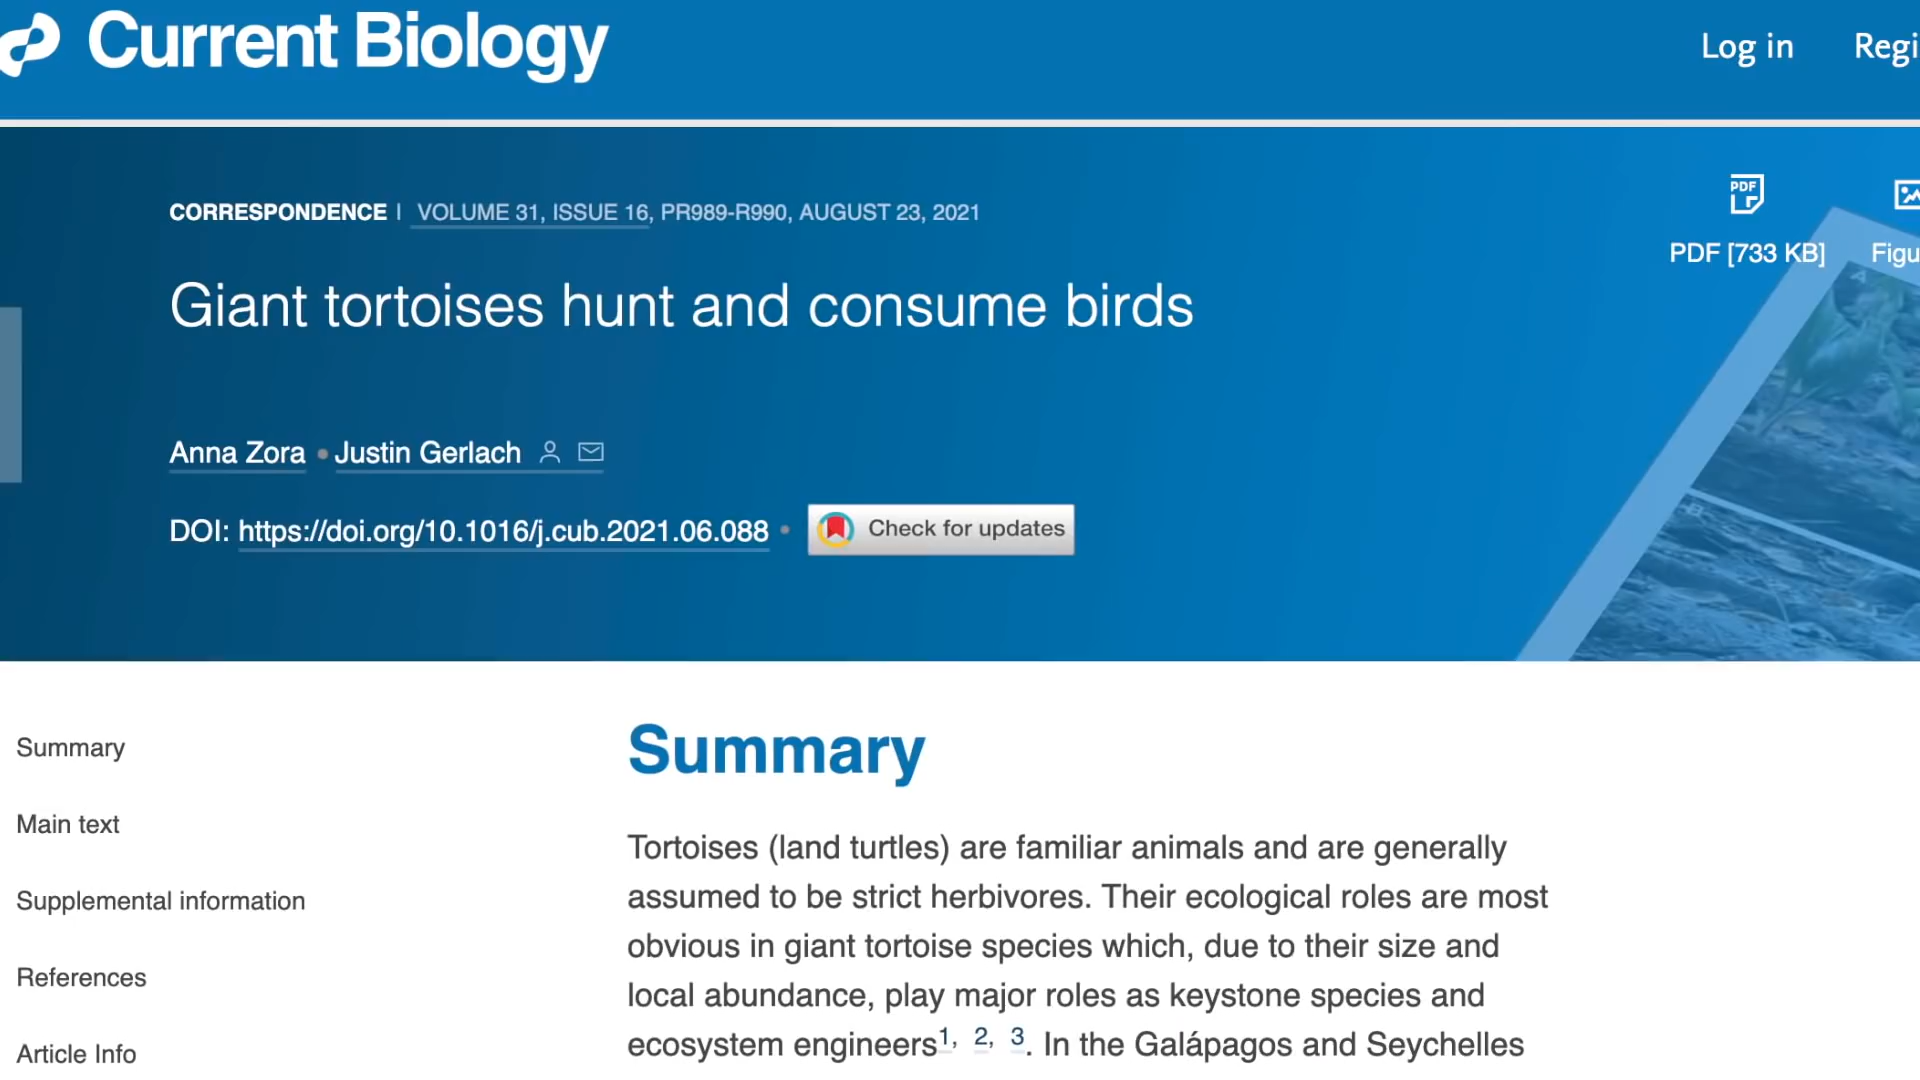 Current Biology
Log in
CORRESPONDENCE | VOLUME 31, ISSUE 16, PR989-R990, AUGUST 23, 2021
PDF [733 KB]
Giant tortoises hunt and consume birds
Anna Zora • Justin Gerlach
DOI: https://doi.org/10.1016/j.cub.2021.06.088 •
Check for updates
Summary
Main text
Supplemental information
References
Article Info
Summary
Tortoises (land turtles) are familiar animals and are generally
assumed to be strict herbivores. Their ecological roles are most
obvious in giant tortoise species which, due to their size and
local abundance, play major roles as keystone species and
ecosystem engineers1, 2, 3. In the Galápagos and Seychelles